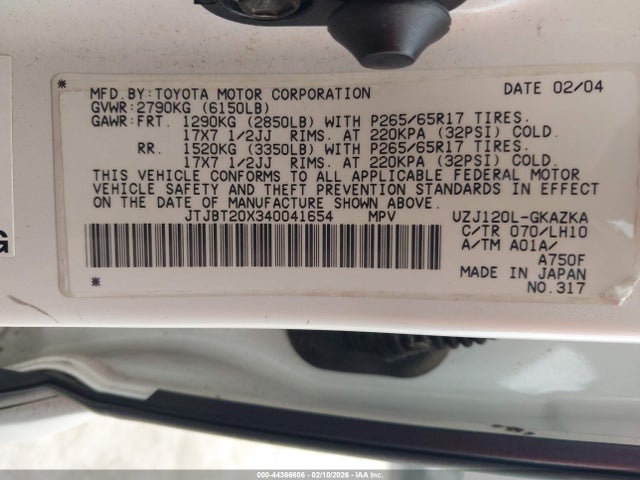 MFD.BY:TOYOTA MOTOR CORPORATION DATE 02/04
GVWR:2790KG (6150LB)
GAWR:FRT. 1290KG (2850LB) WITH P265/65R17 TIRES.
17X7 1/2JJ RIMS. AT 220KPA (32PSI) COLD.
RR. 1520KG (3350LB) WITH P265/65R17 TIRES.
17X7 1/2JJ RIMS. AT 220KPA (32PSI) COLD.
THIS VEHICLE CONFORMS TO ALL APPLICABLE FEDERAL MOTOR
VEHICLE SAFETY AND THEFT PREVENTION STANDARDS IN EFFECT
ON THE DATE OF MANUFACTURE SHOWN ABOVE.
JTJBT20X340041654 MPV UZJ120L-GKAZKA
C/TR 070/LH10
A/TM A01A/
A750F
MADE IN JAPAN
NO.317
G
000-44366606 - 02/10/2026 - IAA, Inc.